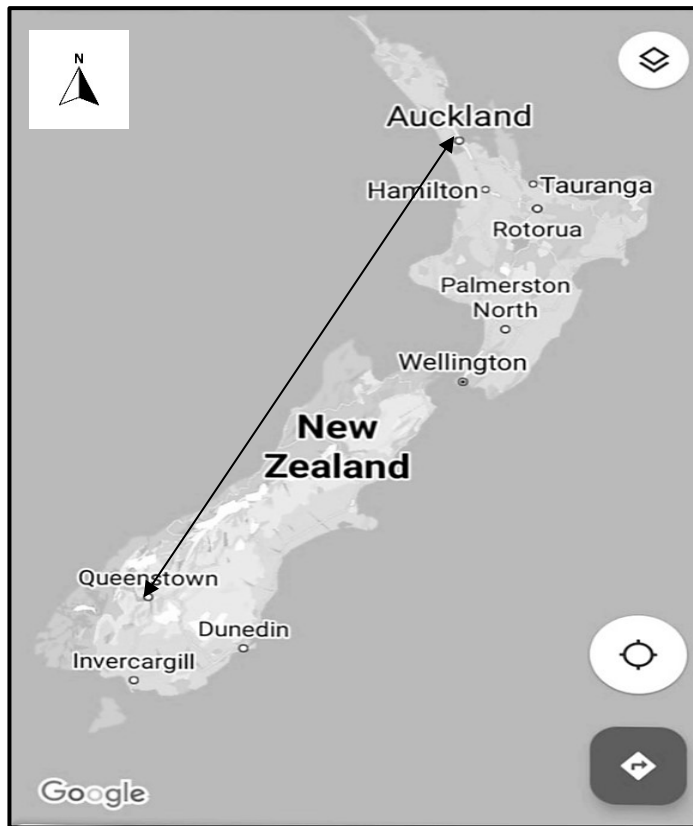 N
Auckland
Hamilton
Tauranga
Rotorua
Palmerston
North
Wellington
New
Zealand
Queenstown
Dunedin
Invercargill
Google